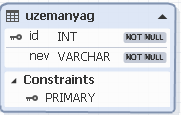 uzemanyag
id INT NOT NULL
nev VARCHAR NOT NULL
Constraints
PRIMARY